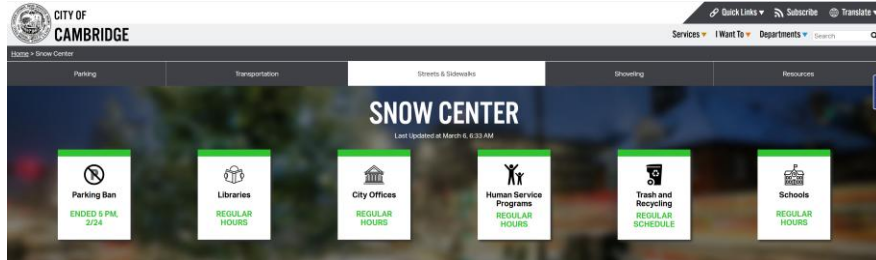 CITY OF
CAMBRIDGE
Quick Links Subscribe Translate
Services I Want To Departments Search
Home > Snow Center
Parking Transportation Streets & Sidewalks Shoveling Resources
SNOW CENTER
Last Updated at March 6, 6:33 AM
Parking Ban
ENDED 5 PM,
2/24
Libraries
REGULAR
HOURS
City Offices
REGULAR
HOURS
Human Service
Programs
REGULAR
HOURS
Trash and
Recycling
REGULAR
SCHEDULE
Schools
REGULAR
HOURS